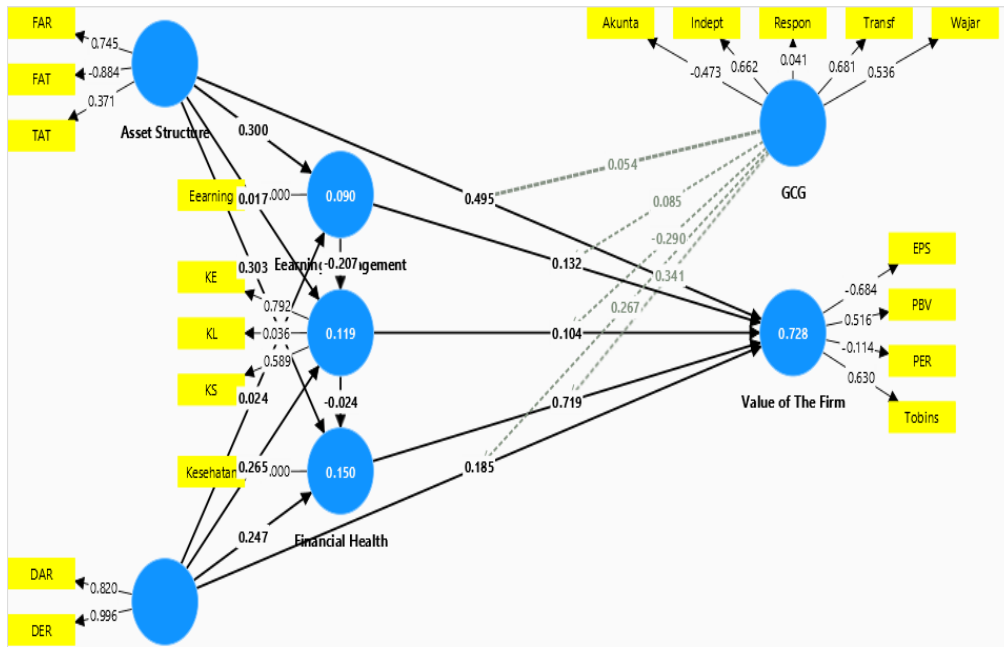 FAR
0.745
FAT
-0.884
0.371
TAT
Asset Structure
Akunta
Indept
Respon
Transf
Wajar
-0.473
0.662
0.041
0.681
0.536
GCG
0.300
0.054
0.495
Eearning
0.017
.000
0.090
0.085
-0.290
-0.207
0.132
0.341
0.303
0.267
KE
0.792
KL
0.036
0.119
0.104
KS
0.589
0.024
-0.024
0.719
EPS
-0.684
PBV
0.516
0.728
-0.114
PER
0.630
Value of The Firm
Tobins
Kesehatan
0.265
.000
0.150
0.185
0.247
Financial Health
DAR
0.820
0.996
DER